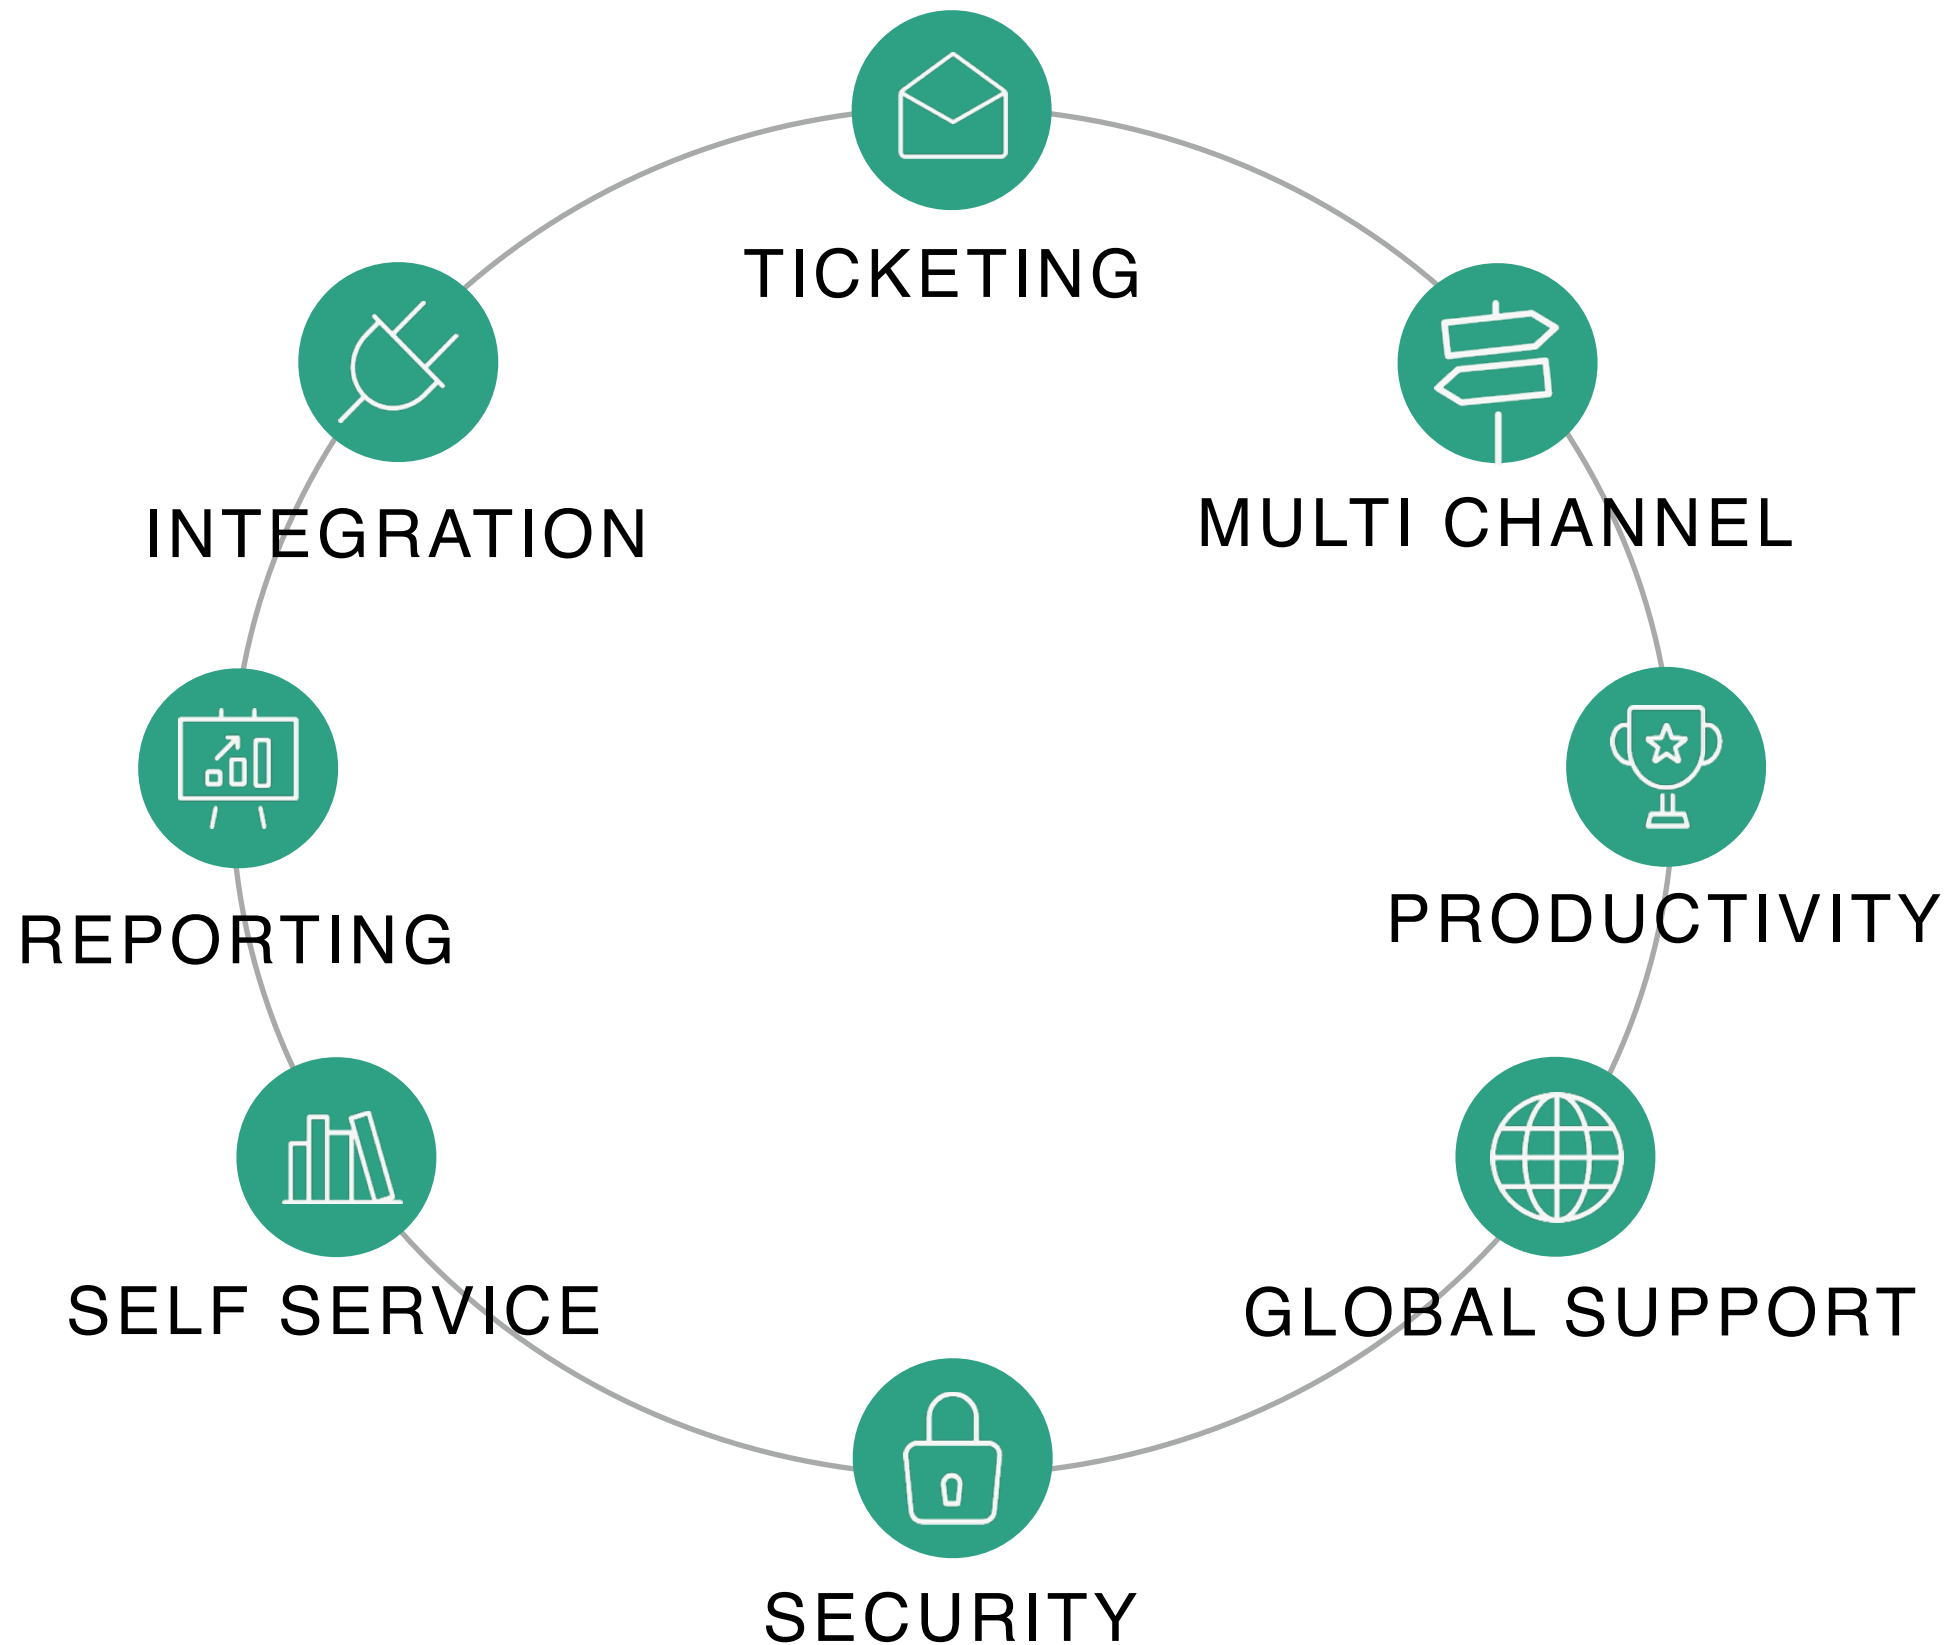 TICKETING
MULTI CHANNEL
INTEGRATION
PRODUCTIVITY
REPORTING
SELF SERVICE
GLOBAL SUPPORT
SECURITY